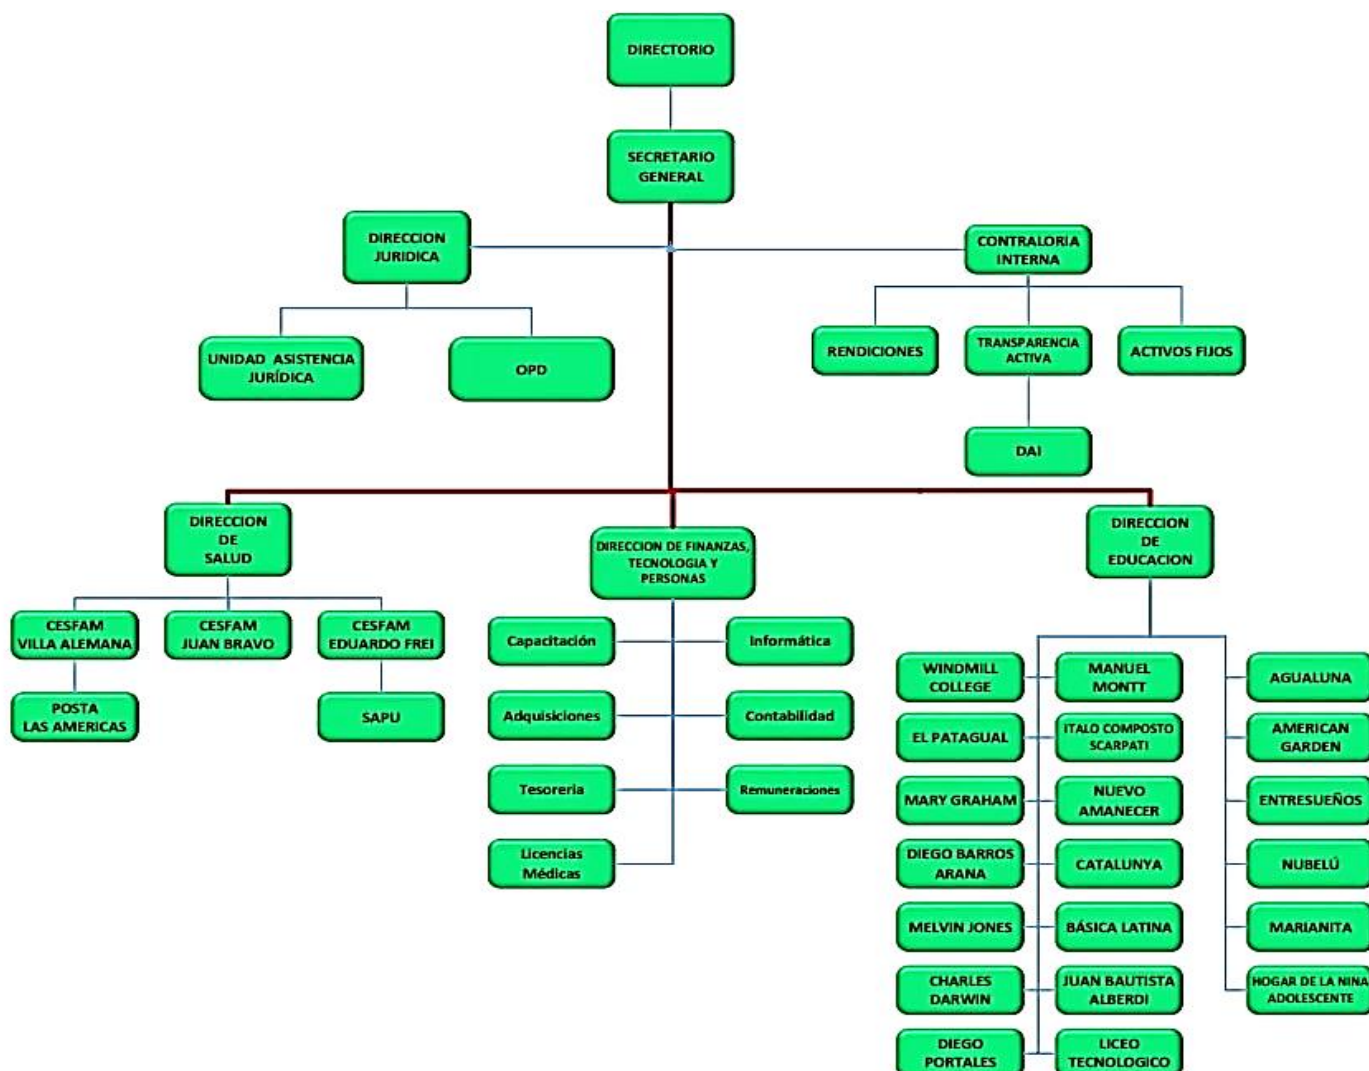 DIRECTORIO
SECRETARIO
GENERAL
DIRECCION
JURIDICA
CONTRALORIA
INTERNA
UNIDAD ASISTENCIA
JURÍDICA
OPD
RENDICIONES
TRANSPARENCIA
ACTIVA
ACTIVOS FIJOS
DAI
DIRECCION
DE
SALUD
DIRECCION DE FINANZAS,
TECNOLOGIA Y
PERSONAS
DIRECCION
DE
EDUCACION
CESFAM
VILLA ALEMANA
CESFAM
JUAN BRAVO
CESFAM
EDUARDO FREI
POSTA
LAS AMERICAS
SAPU
Capacitación
Informática
Adquisiciones
Contabilidad
Tesoreria
Remuneraciones
Licencias
Médicas
WINDMILL
COLLEGE
MANUEL
MONTT
AGUALUNA
EL PATAGUAL
ITALO COMPOSTO
SCARPATI
AMERICAN
GARDEN
MARY GRAHAM
NUEVO
AMANECER
ENTRESUEÑOS
DIEGO BARROS
ARANA
CATALUNYA
NUBELÚ
MELVIN JONES
BÁSICA LATINA
MARIANITA
CHARLES
DARWIN
JUAN BAUTISTA
ALBERDI
HOGAR DE LA NINA
ADOLESCENTE
DIEGO
PORTALES
LICEO
TECNOLOGICO